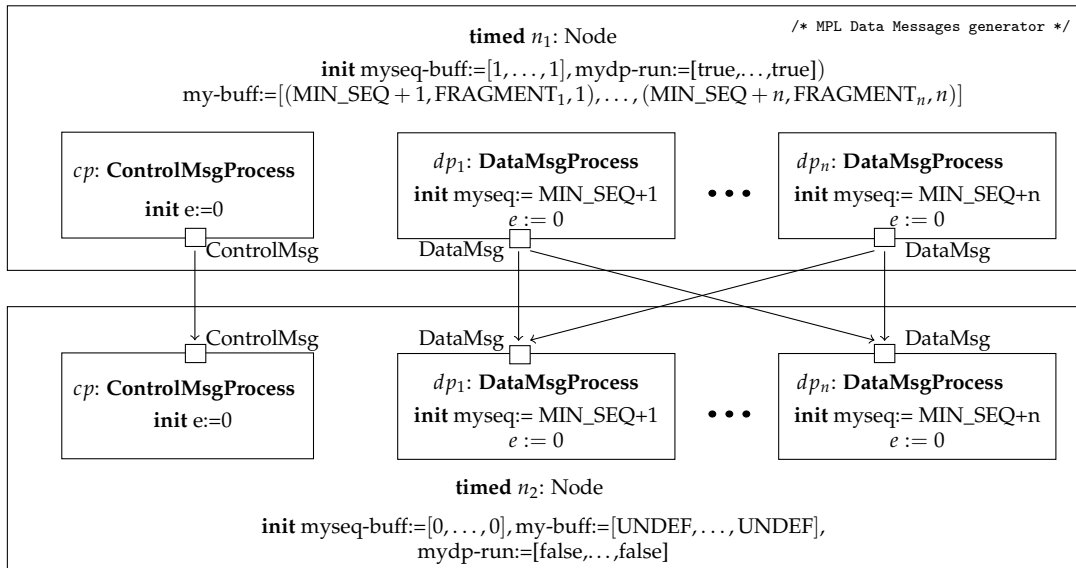 /* MPL Data Messages generator */
timed n₁: Node
init myseq-buff:=[1,...,1], mydp-run:=[true,...,true])
my-buff:=[(MIN_SEQ + 1, FRAGMENT₁, 1), ..., (MIN_SEQ + n, FRAGMENTₙ, n)]
cp: ControlMsgProcess
init e:=0
dp₁: DataMsgProcess
init myseq:= MIN_SEQ+1
e := 0
• • •
dpₙ: DataMsgProcess
init myseq:= MIN_SEQ+n
e := 0
ControlMsg
DataMsg
DataMsg
ControlMsg
DataMsg
DataMsg
cp: ControlMsgProcess
init e:=0
dp₁: DataMsgProcess
init myseq:= MIN_SEQ+1
e := 0
• • •
dpₙ: DataMsgProcess
init myseq:= MIN_SEQ+n
e := 0
timed n₂: Node
init myseq-buff:=[0,...,0], my-buff:=[UNDEF,...,UNDEF],
mydp-run:=[false,...,false]